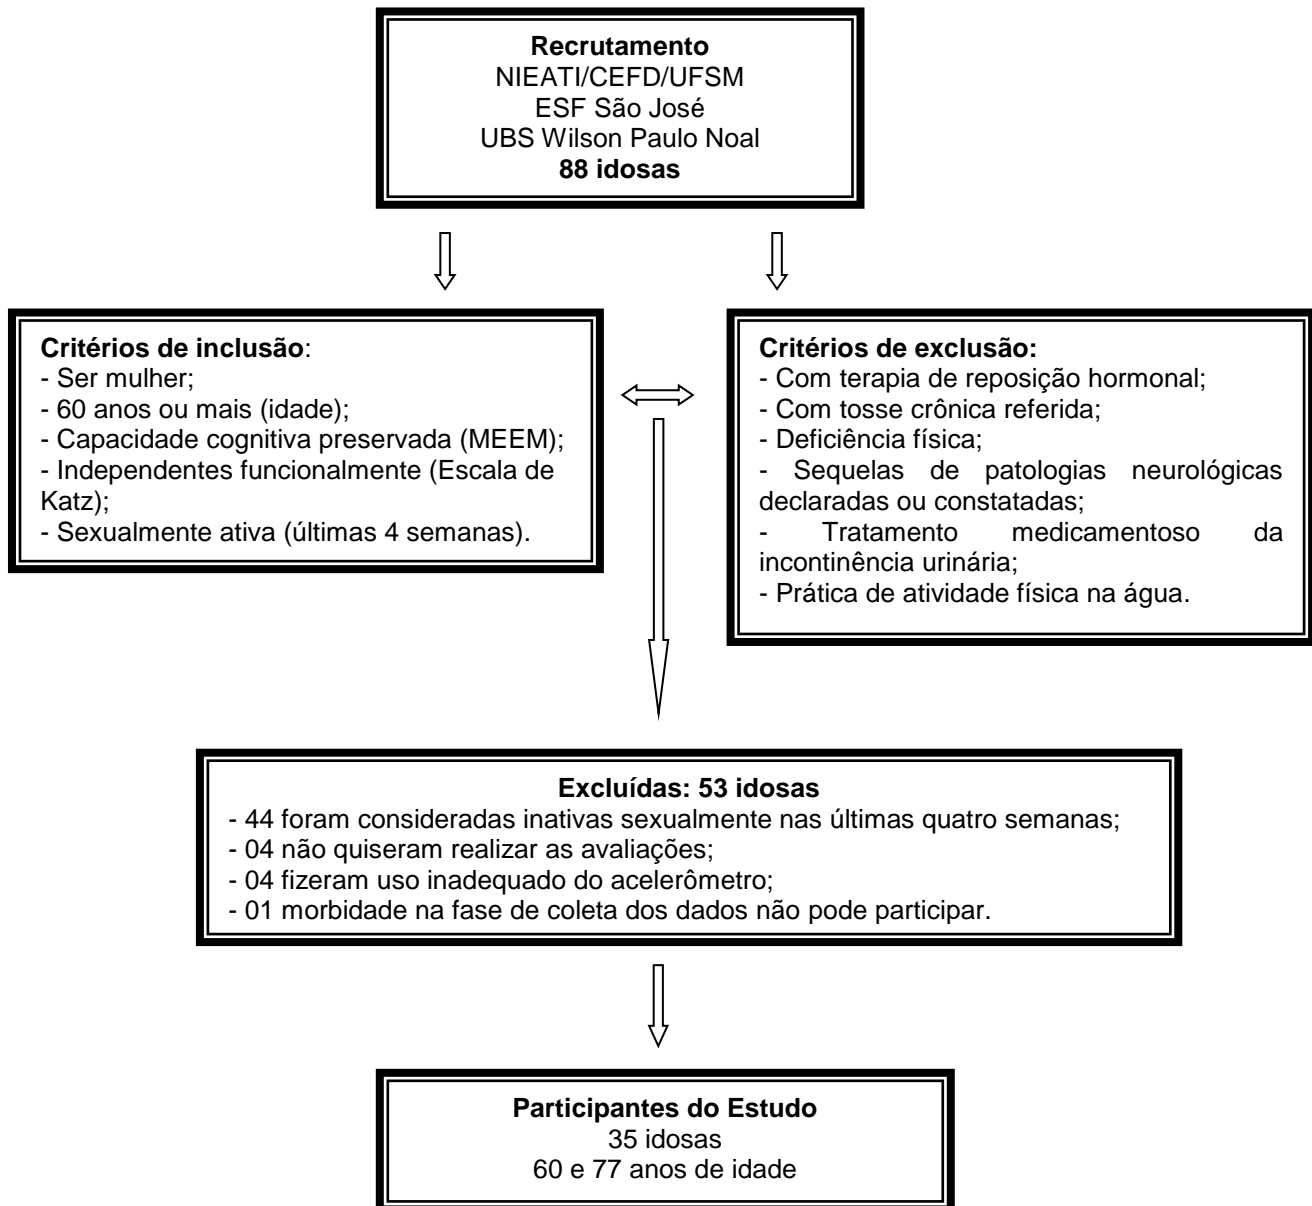 Recrutamento
NIEATI/CEFD/UFSM
ESF São José
UBS Wilson Paulo Noal
88 idosas
Critérios de inclusão:
- Ser mulher;
- 60 anos ou mais (idade);
- Capacidade cognitiva preservada (MEEM);
- Independentes funcionalmente (Escala de
Katz);
- Sexualmente ativa (últimas 4 semanas).
Critérios de exclusão:
- Com terapia de reposição hormonal;
- Com tosse crônica referida;
- Deficiência física;
- Sequelas de patologias neurológicas
declaradas ou constatadas;
- Tratamento medicamentoso da
incontinência urinária;
- Prática de atividade física na água.
Excluídas: 53 idosas
- 44 foram consideradas inativas sexualmente nas últimas quatro semanas;
- 04 não quiseram realizar as avaliações;
- 04 fizeram uso inadequado do acelerômetro;
- 01 morbidade na fase de coleta dos dados não pode participar.
Participantes do Estudo
35 idosas
60 e 77 anos de idade